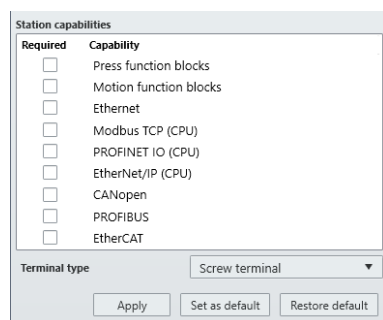 Station capabilities
Required Capability
Press function blocks
Motion function blocks
Ethernet
Modbus TCP (CPU)
PROFINET IO (CPU)
EtherNet/IP (CPU)
CANopen
PROFIBUS
EtherCAT
Terminal type Screw terminal
Apply Set as default Restore default